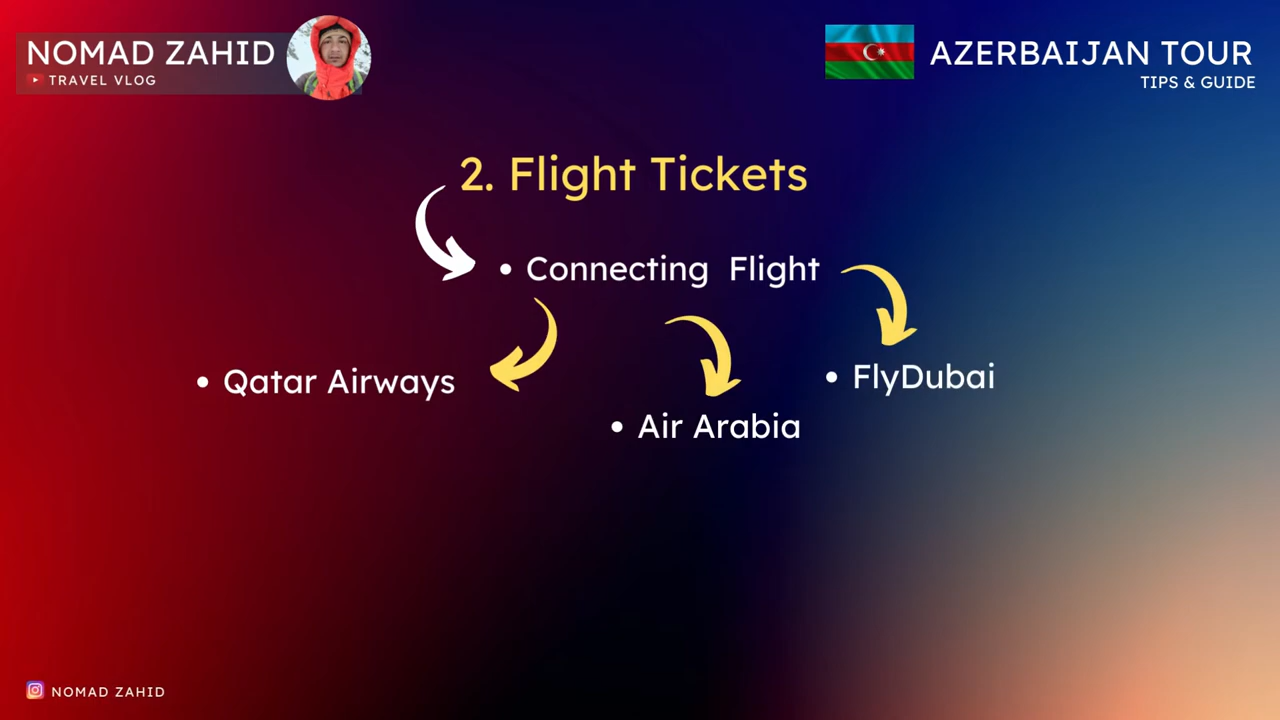 NOMAD ZAHID
TRAVEL VLOG
AZERBAIJAN TOUR
TIPS & GUIDE
2. Flight Tickets
• Connecting Flight
• Qatar Airways
• Air Arabia
• FlyDubai
NOMAD ZAHID